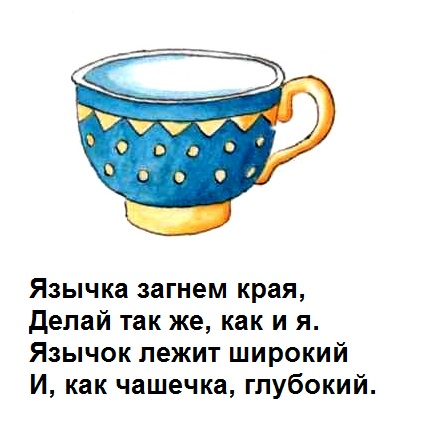 Язычка загнем края,
Делай так же, как и я.
Язычок лежит широкий
И, как чашечка, глубокий.